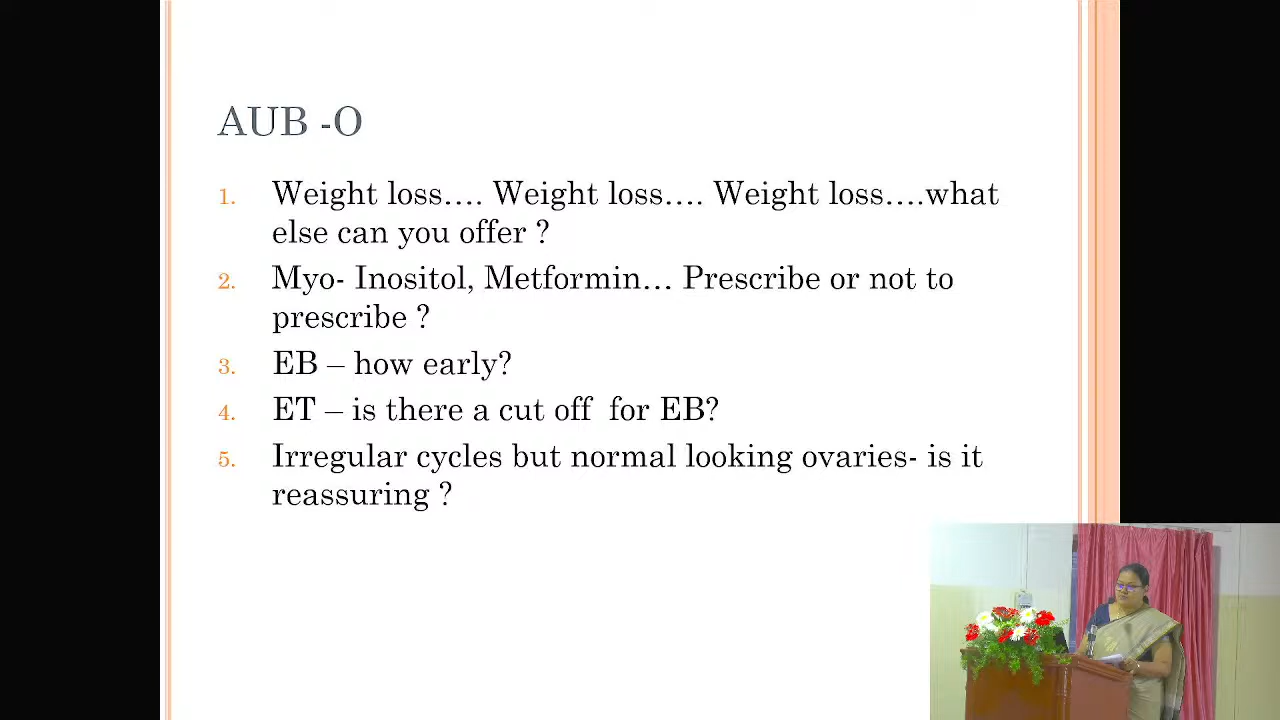 AUB -O
1. Weight loss…. Weight loss…. Weight loss….what
else can you offer ?
2. Myo- Inositol, Metformin… Prescribe or not to
prescribe ?
3. EB – how early?
4. ET – is there a cut off  for EB?
5. Irregular cycles but normal looking ovaries- is it
reassuring ?